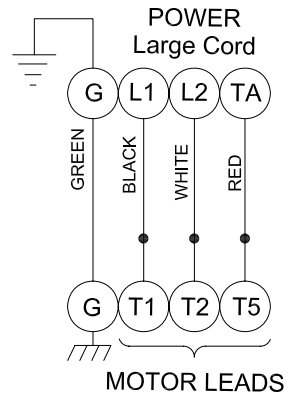 POWER
Large Cord
G L1 L2 TA
GREEN
BLACK
WHITE
RED
G T1 T2 T5
MOTOR LEADS